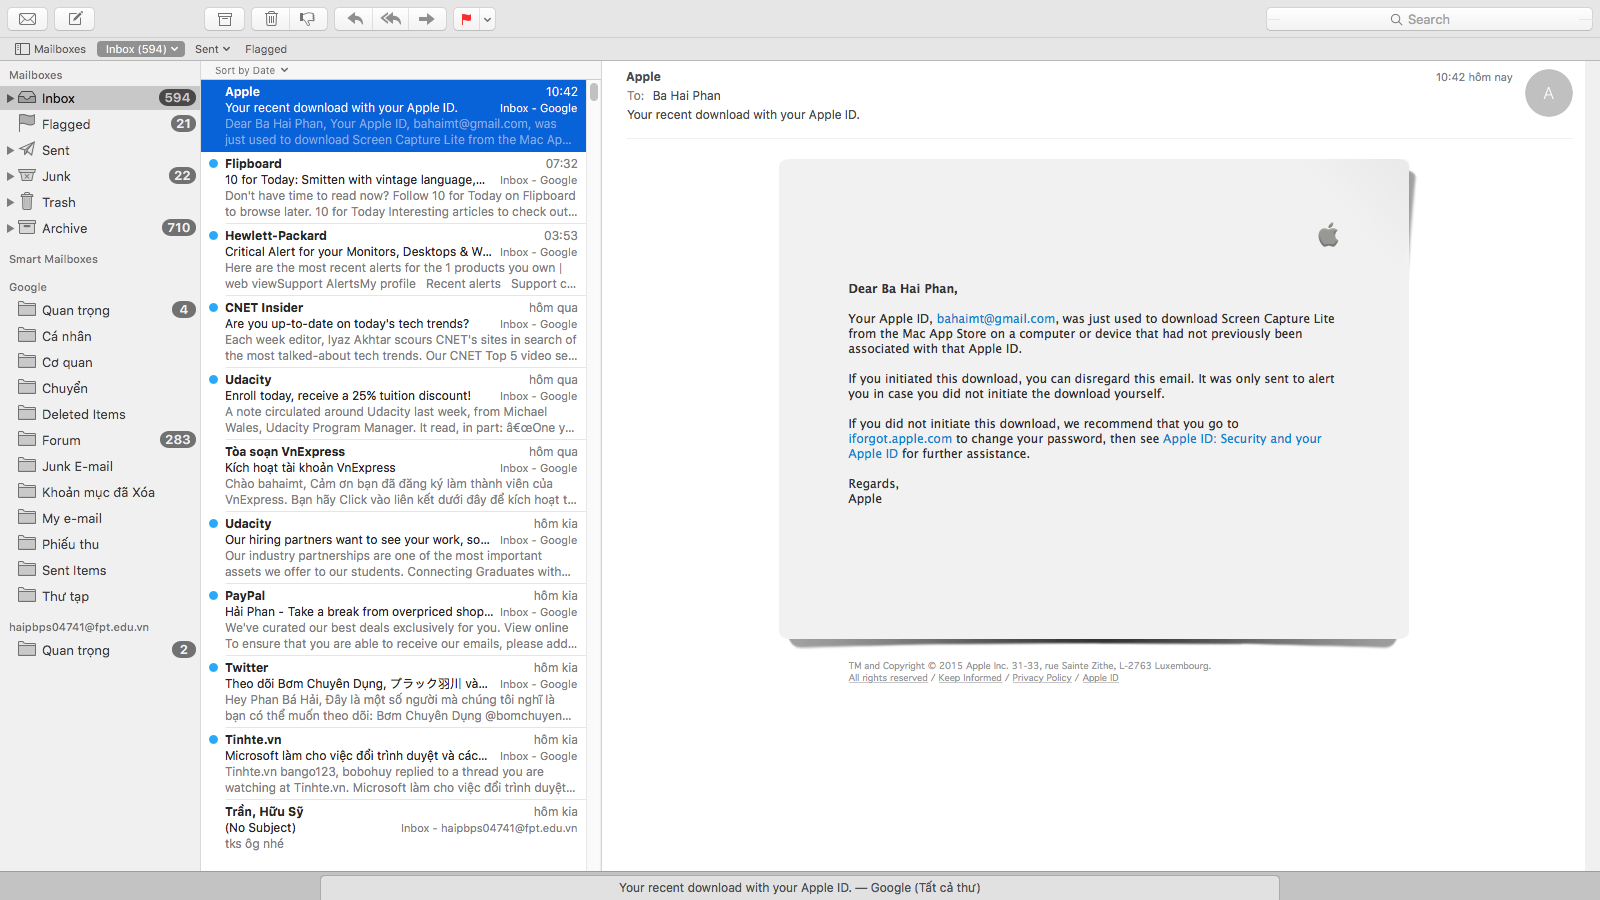 Search
Mailboxes
Inbox (594)
Sent
Flagged
Mailboxes
Inbox 594
Flagged 21
Sent
Junk 22
Trash
Archive 710
Smart Mailboxes
Google
Quan trọng 4
Cá nhân
Cơ quan
Chuyển
Deleted Items
Forum 283
Junk E-mail
Khoản mục đã Xóa
My e-mail
Phiếu thu
Sent Items
Thư tạp
haipbps04741@fpt.edu.vn
Quan trọng 2
Sort by Date
Apple 10:42
Your recent download with your Apple ID. Inbox - Google
Dear Ba Hai Phan, Your Apple ID, bahaimt@gmail.com, was
just used to download Screen Capture Lite from the Mac Ap...
Flipboard 07:32
10 for Today: Smitten with vintage language,... Inbox - Google
Don't have time to read now? Follow 10 for Today on Flipboard
to browse later. 10 for Today Interesting articles to check out...
Hewlett-Packard 03:53
Critical Alert for your Monitors, Desktops & W... Inbox - Google
Here are the most recent alerts for the 1 products you own |
web viewSupport AlertsMy profile Recent alerts Support c...
CNET Insider hôm qua
Are you up-to-date on today's tech trends? Inbox - Google
Each week editor, Iyaz Akhtar scours CNET's sites in search of
the most talked-about tech trends. Our CNET Top 5 video se...
Udacity hôm qua
Enroll today, receive a 25% tuition discount! Inbox - Google
A note circulated around Udacity last week, from Michael
Wales, Udacity Program Manager. It read, in part: â€œOne y...
Tòa soạn VnExpress hôm qua
Kích hoạt tài khoản VnExpress Inbox - Google
Chào bahaimt, Cảm ơn bạn đã đăng ký làm thành viên của
VnExpress. Bạn hãy Click vào liên kết dưới đây để kích hoạt t...
Udacity hôm kia
Our hiring partners want to see your work, so... Inbox - Google
Our industry partnerships are one of the most important
assets we offer to our students. Connecting Graduates with...
PayPal hôm kia
Hải Phan - Take a break from overpriced shop... Inbox - Google
We've curated our best deals exclusively for you. View online
To ensure that you are able to receive our emails, please add...
Twitter hôm kia
Theo dõi Bơm Chuyên Dụng, ブラック羽川 và... Inbox - Google
Hey Phan Bá Hải, Đây là một số người mà chúng tôi nghĩ là
bạn có thể muốn theo dõi: Bơm Chuyên Dụng @bomchuyen...
Tinhte.vn hôm kia
Microsoft làm cho việc đổi trình duyệt và các... Inbox - Google
Tinhte.vn bango123, bobohuy replied to a thread you are
watching at Tinhte.vn. Microsoft làm cho việc đổi trình duyệt...
Trần, Hữu Sỹ hôm kia
(No Subject) Inbox - haipbps04741@fpt.edu.vn
tks ôg nhé
Apple 10:42 hôm nay
A
To: Ba Hai Phan
Your recent download with your Apple ID.
Dear Ba Hai Phan,
Your Apple ID, bahaimt@gmail.com, was just used to download Screen Capture Lite
from the Mac App Store on a computer or device that had not previously been
associated with that Apple ID.
If you initiated this download, you can disregard this email. It was only sent to alert
you in case you did not initiate the download yourself.
If you did not initiate this download, we recommend that you go to
iforgot.apple.com to change your password, then see Apple ID: Security and your
Apple ID for further assistance.
Regards,
Apple
TM and Copyright © 2015 Apple Inc. 31-33, rue Sainte Zithe, L-2763 Luxembourg.
All rights reserved / Keep Informed / Privacy Policy / Apple ID
Your recent download with your Apple ID. — Google (Tất cả thư)